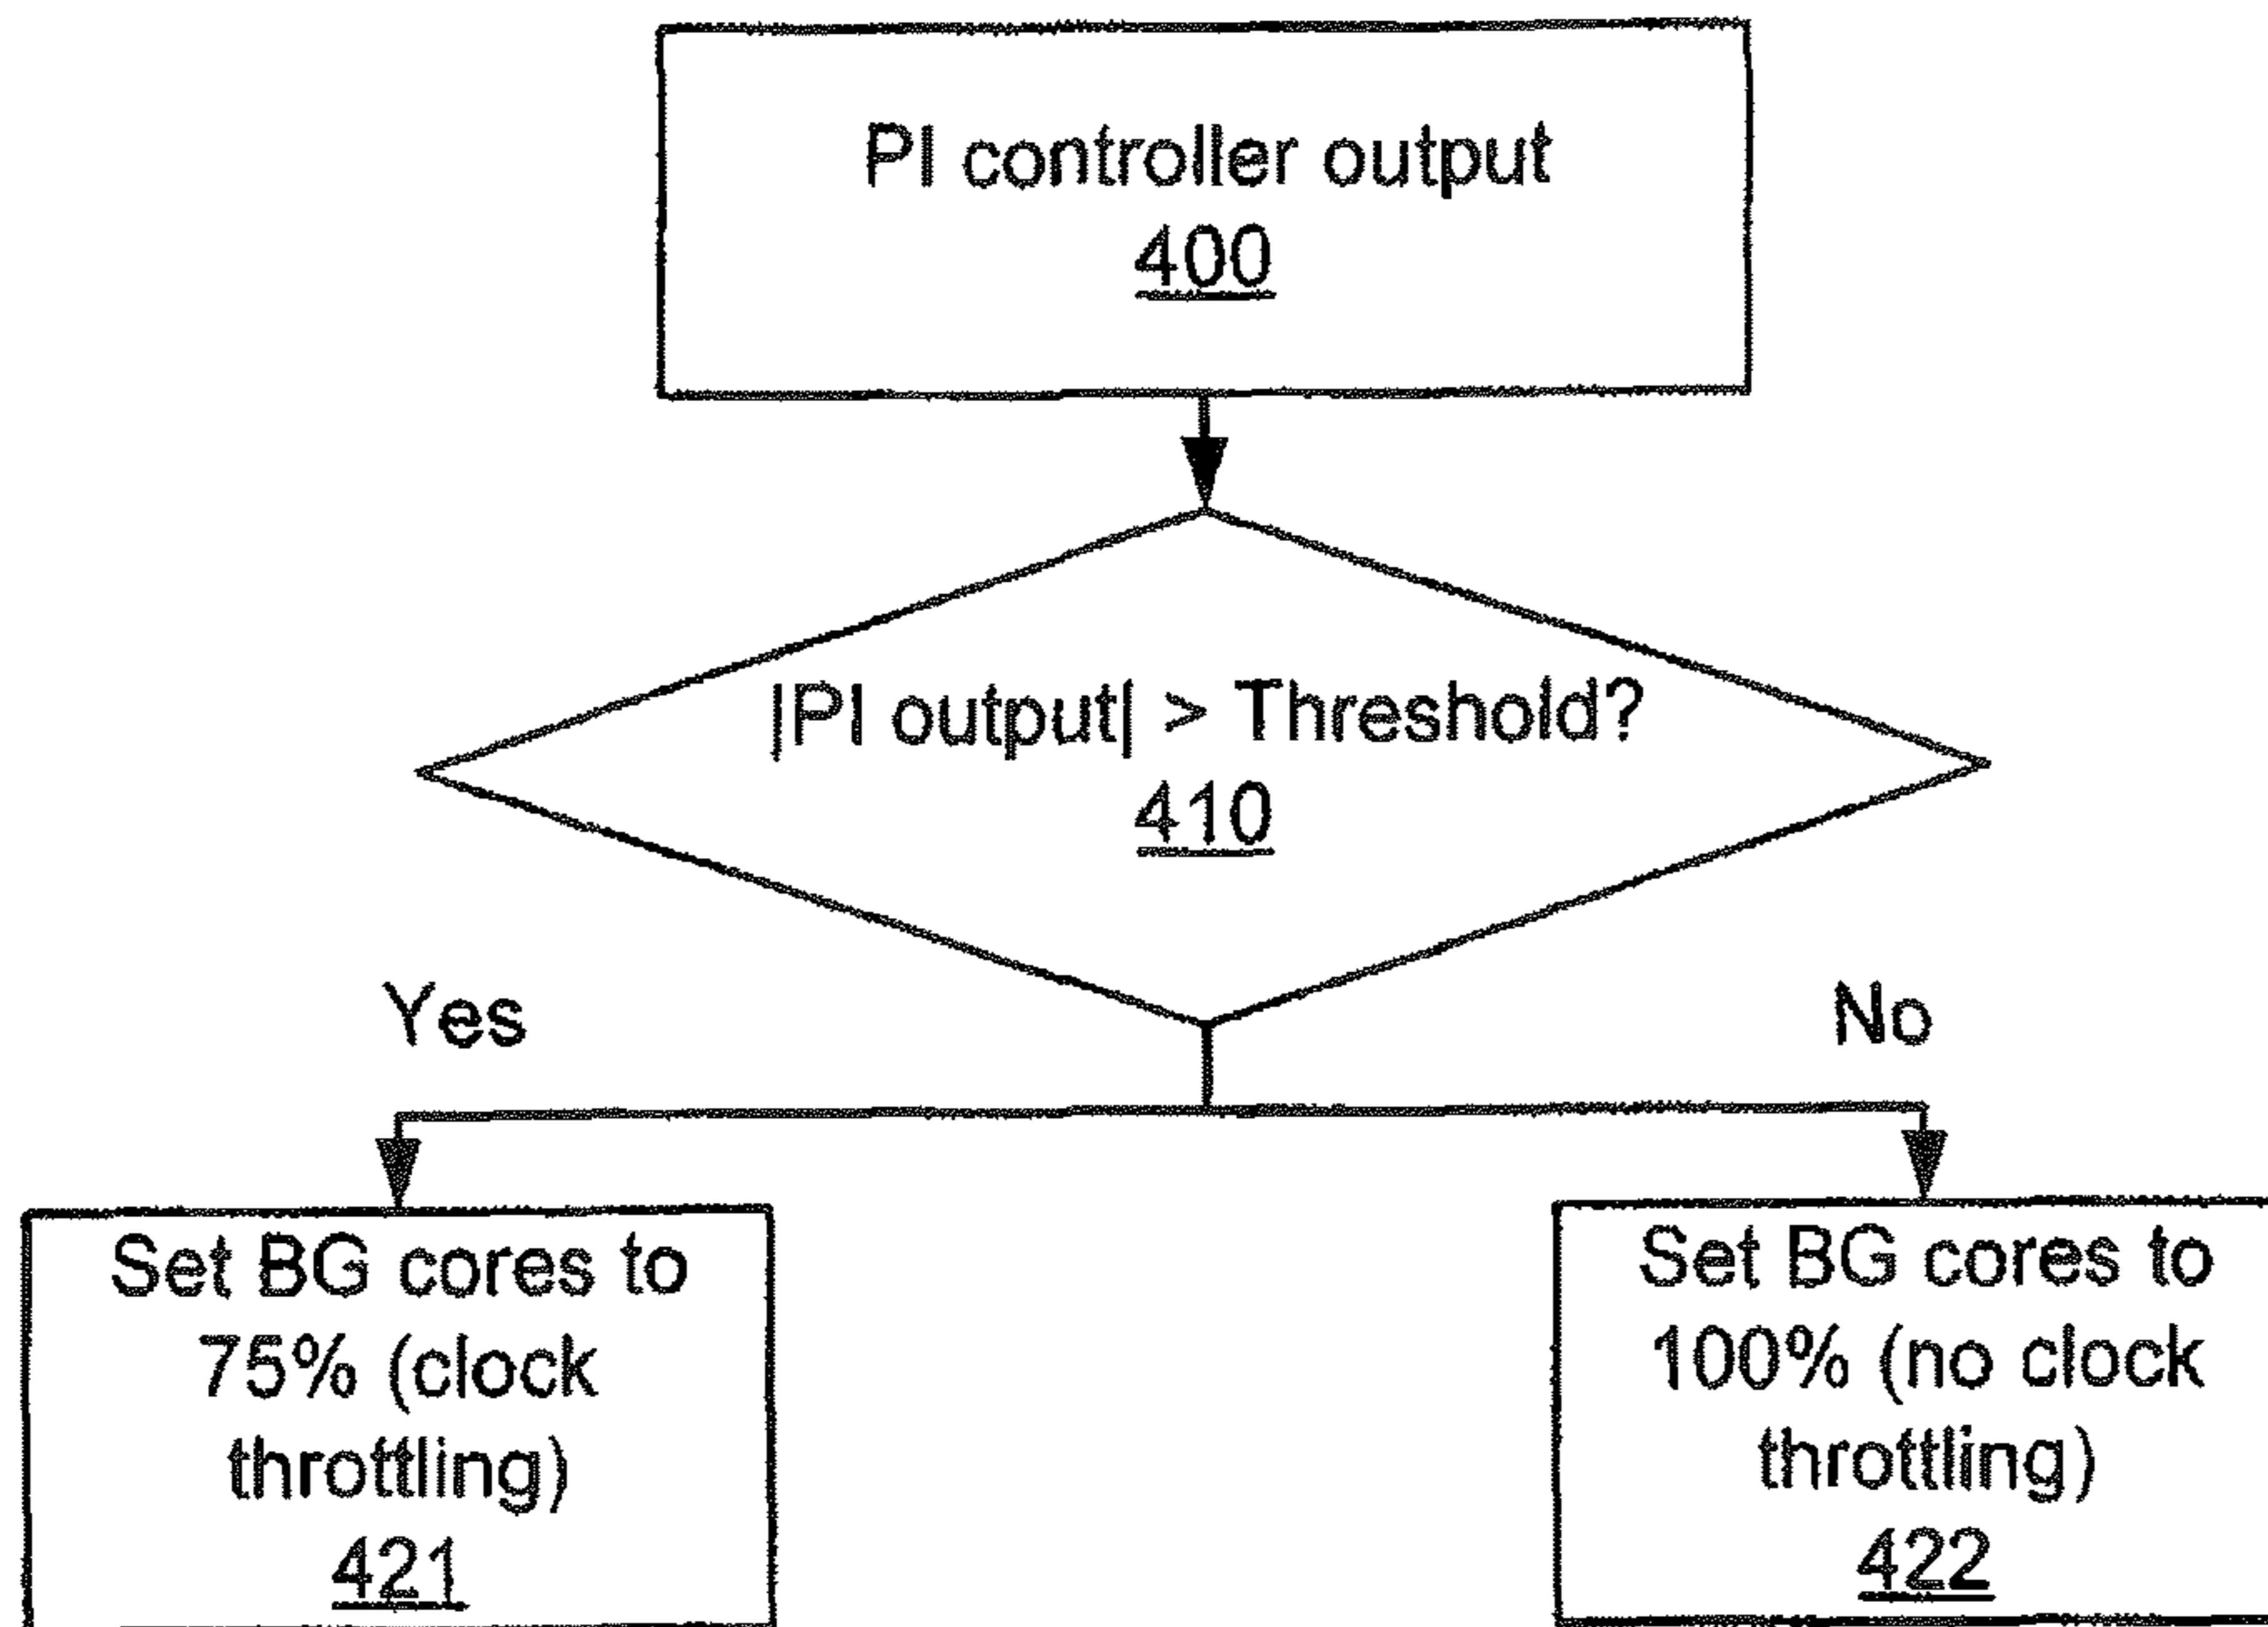 PI controller output
400
|PI output| > Threshold?
410
Yes
No
Set BG cores to
75% (clock
throttling)
421
Set BG cores to
100% (no clock
throttling)
422